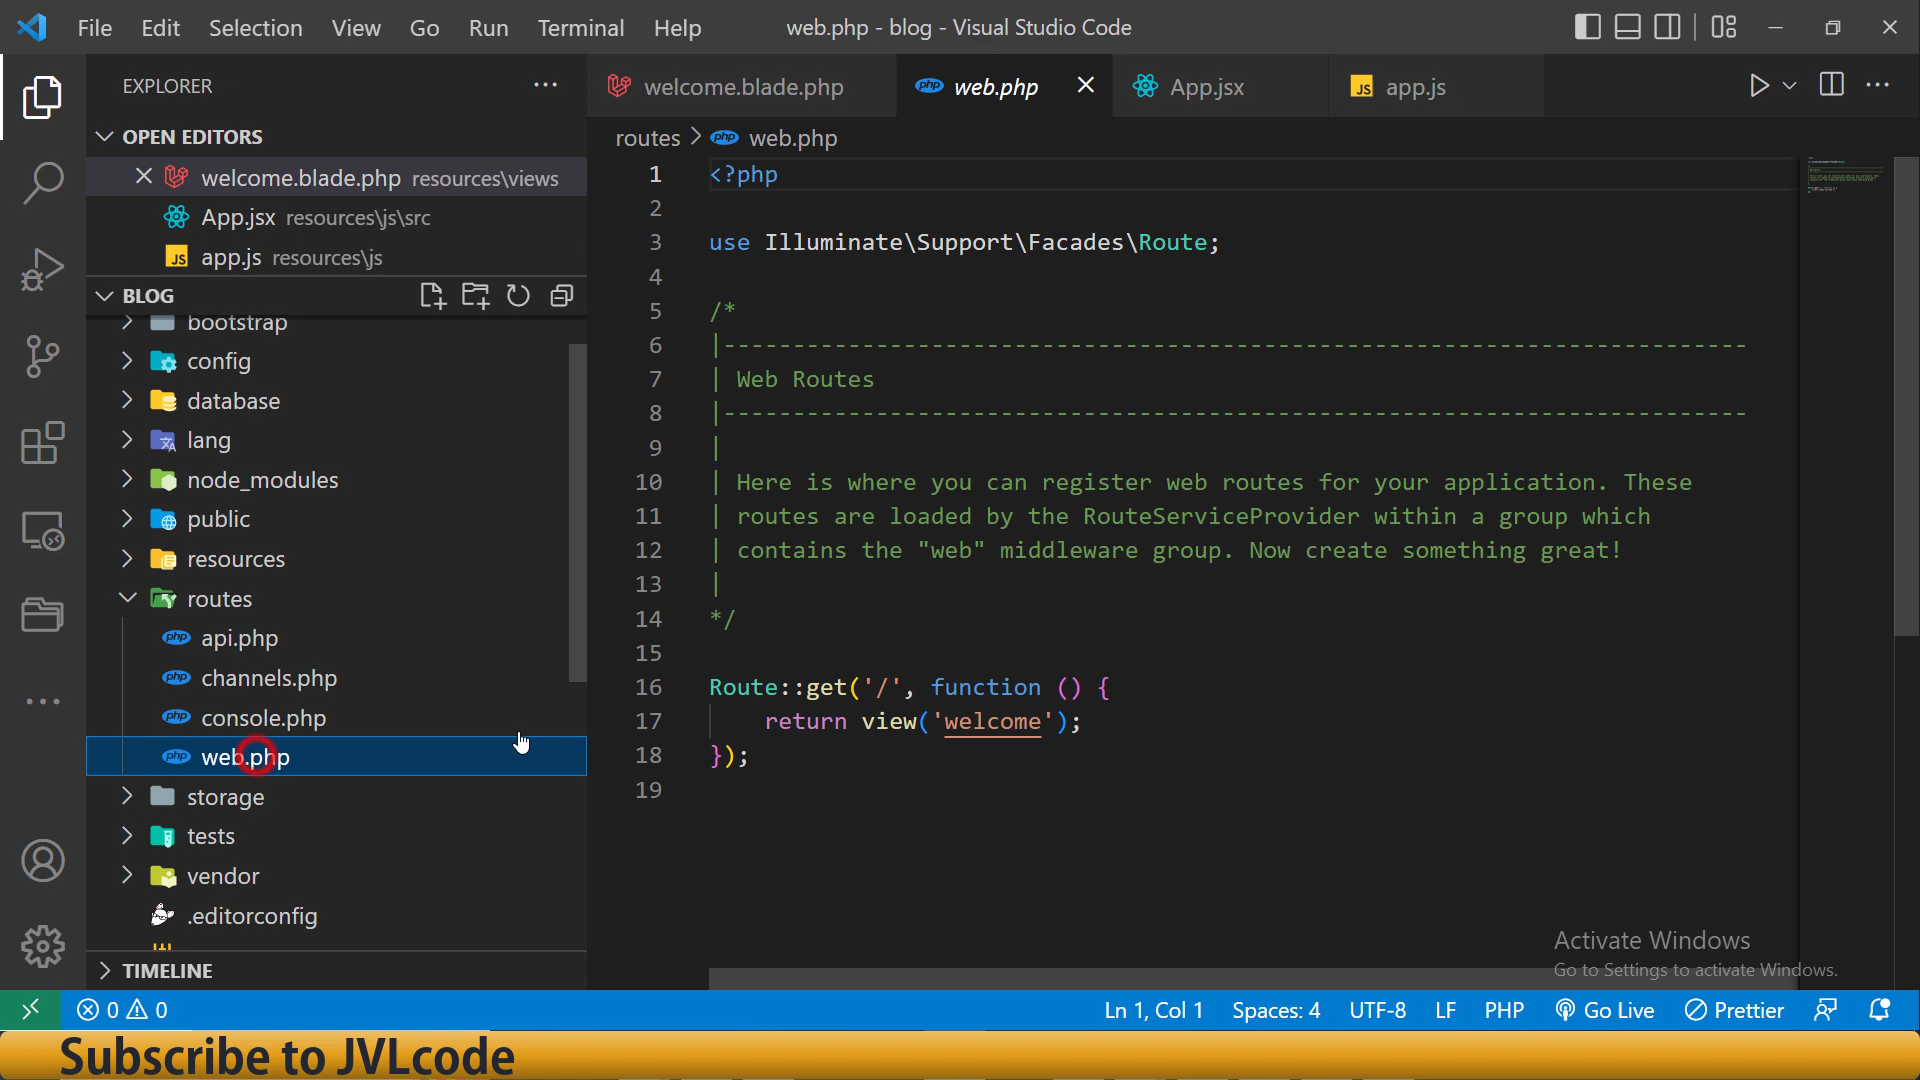 File Edit Selection View Go Run Terminal Help
web.php - blog - Visual Studio Code
EXPLORER
OPEN EDITORS
welcome.blade.php resources\views
App.jsx resources\js\src
JS app.js resources\js
BLOG
bootstrap
config
database
lang
node_modules
public
resources
routes
php api.php
php channels.php
php console.php
php web.php
storage
tests
vendor
.editorconfig
TIMELINE
welcome.blade.php
php web.php
App.jsx
JS app.js
routes > php web.php
1 <?php
2
3 use Illuminate\Support\Facades\Route;
4
5 /*
6 |--------------------------------------------------------------------------
7 | Web Routes
8 |--------------------------------------------------------------------------
9 |
10 | Here is where you can register web routes for your application. These
11 | routes are loaded by the RouteServiceProvider within a group which
12 | contains the "web" middleware group. Now create something great!
13 |
14 */
15
16 Route::get('/', function () {
17 return view('welcome');
18 });
19
Activate Windows
Go to Settings to activate Windows.
0 0
Ln 1, Col 1 Spaces: 4 UTF-8 LF PHP Go Live Prettier
Subscribe to JVLcode